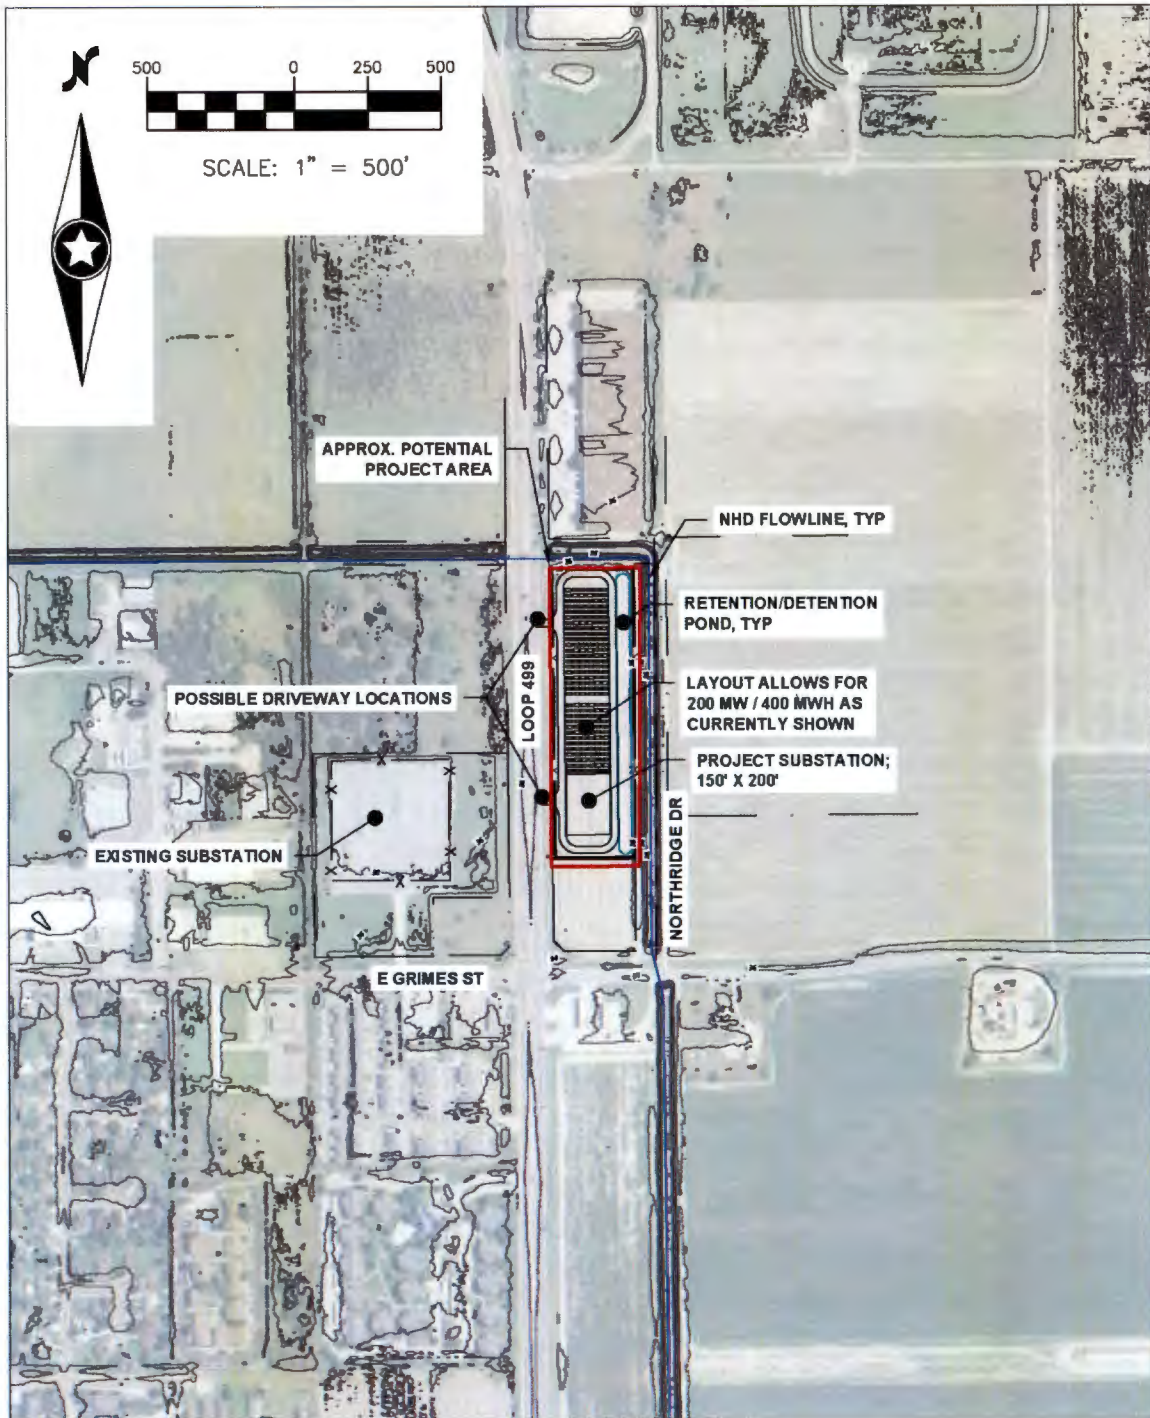 N
500 0 250 500
SCALE: 1" = 500'
APPROX. POTENTIAL
PROJECT AREA
NHD FLOWLINE, TYP
RETENTION/DETENTION
POND, TYP
POSSIBLE DRIVEWAY LOCATIONS
LOOP 499
LAYOUT ALLOWS FOR
200 MW / 400 MWH AS
CURRENTLY SHOWN
PROJECT SUBSTATION;
150' X 200'
EXISTING SUBSTATION
NORTHRIDGE DR
E GRIMES ST